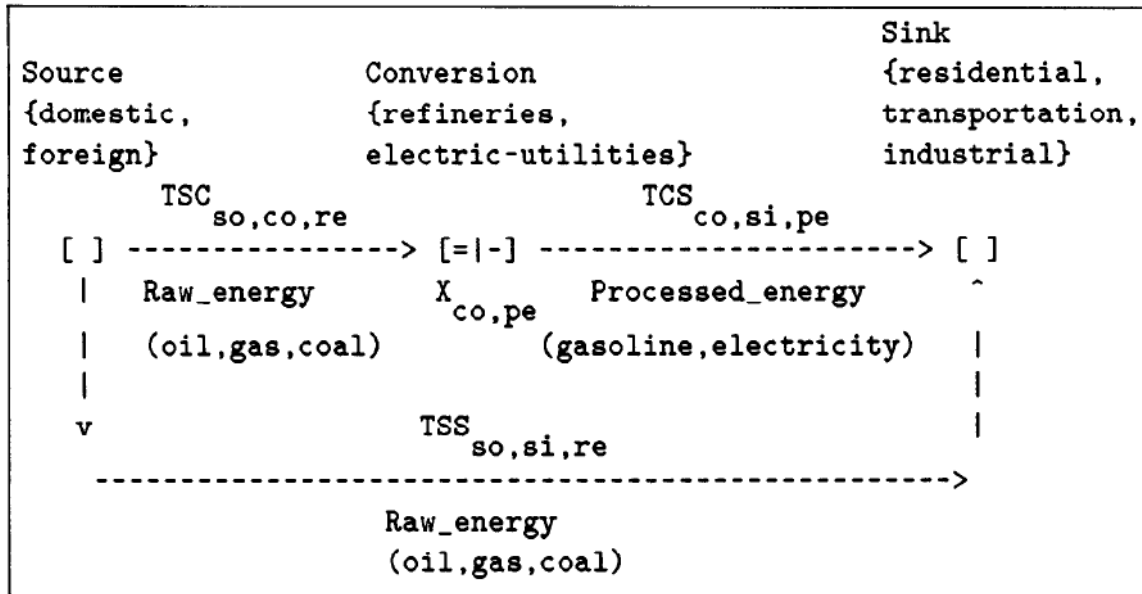 Sink
Source Conversion {residential,
{domestic, {refineries, transportation,
foreign} electric-utilities} industrial}
TSC so,co,re TCS co,si,pe
[ ] ----------------> [=|-] ----------------------> [ ]
| Raw_energy X co,pe Processed_energy ^
| (oil,gas,coal) (gasoline,electricity) |
| |
v TSS so,si,re |
-------------------------------------------------->
Raw_energy
(oil,gas,coal)